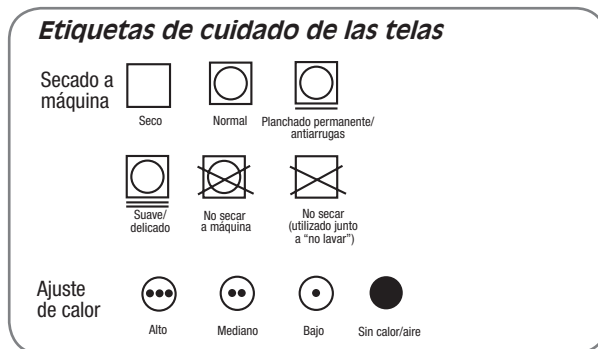 Etiquetas de cuidado de las telas
Secado a
máquina
Seco
Normal
Planchado permanente/
antiarrugas
Suave/
delicado
No secar
a máquina
No secar
(utilizado junto
a “no lavar”)
Ajuste
de calor
Alto
Mediano
Bajo
Sin calor/aire